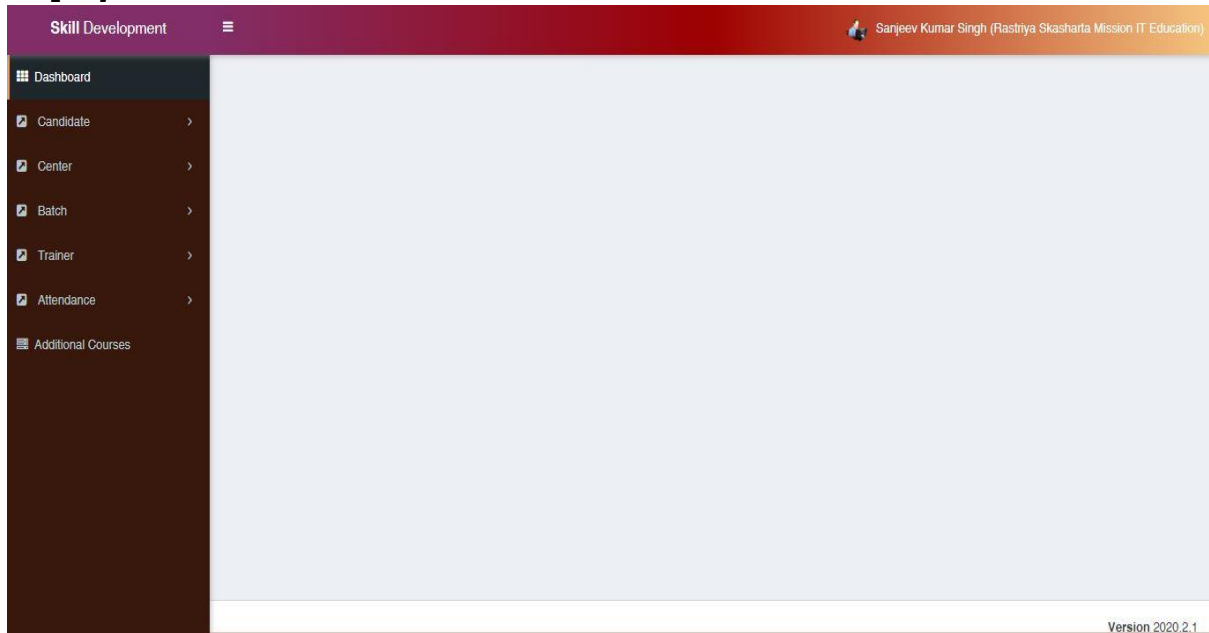 Skill Development
Sanjeev Kumar Singh (Rastriya Skasharta Mission IT Education)
Dashboard
Candidate
Center
Batch
Trainer
Attendance
Additional Courses
Version 2020.2.1